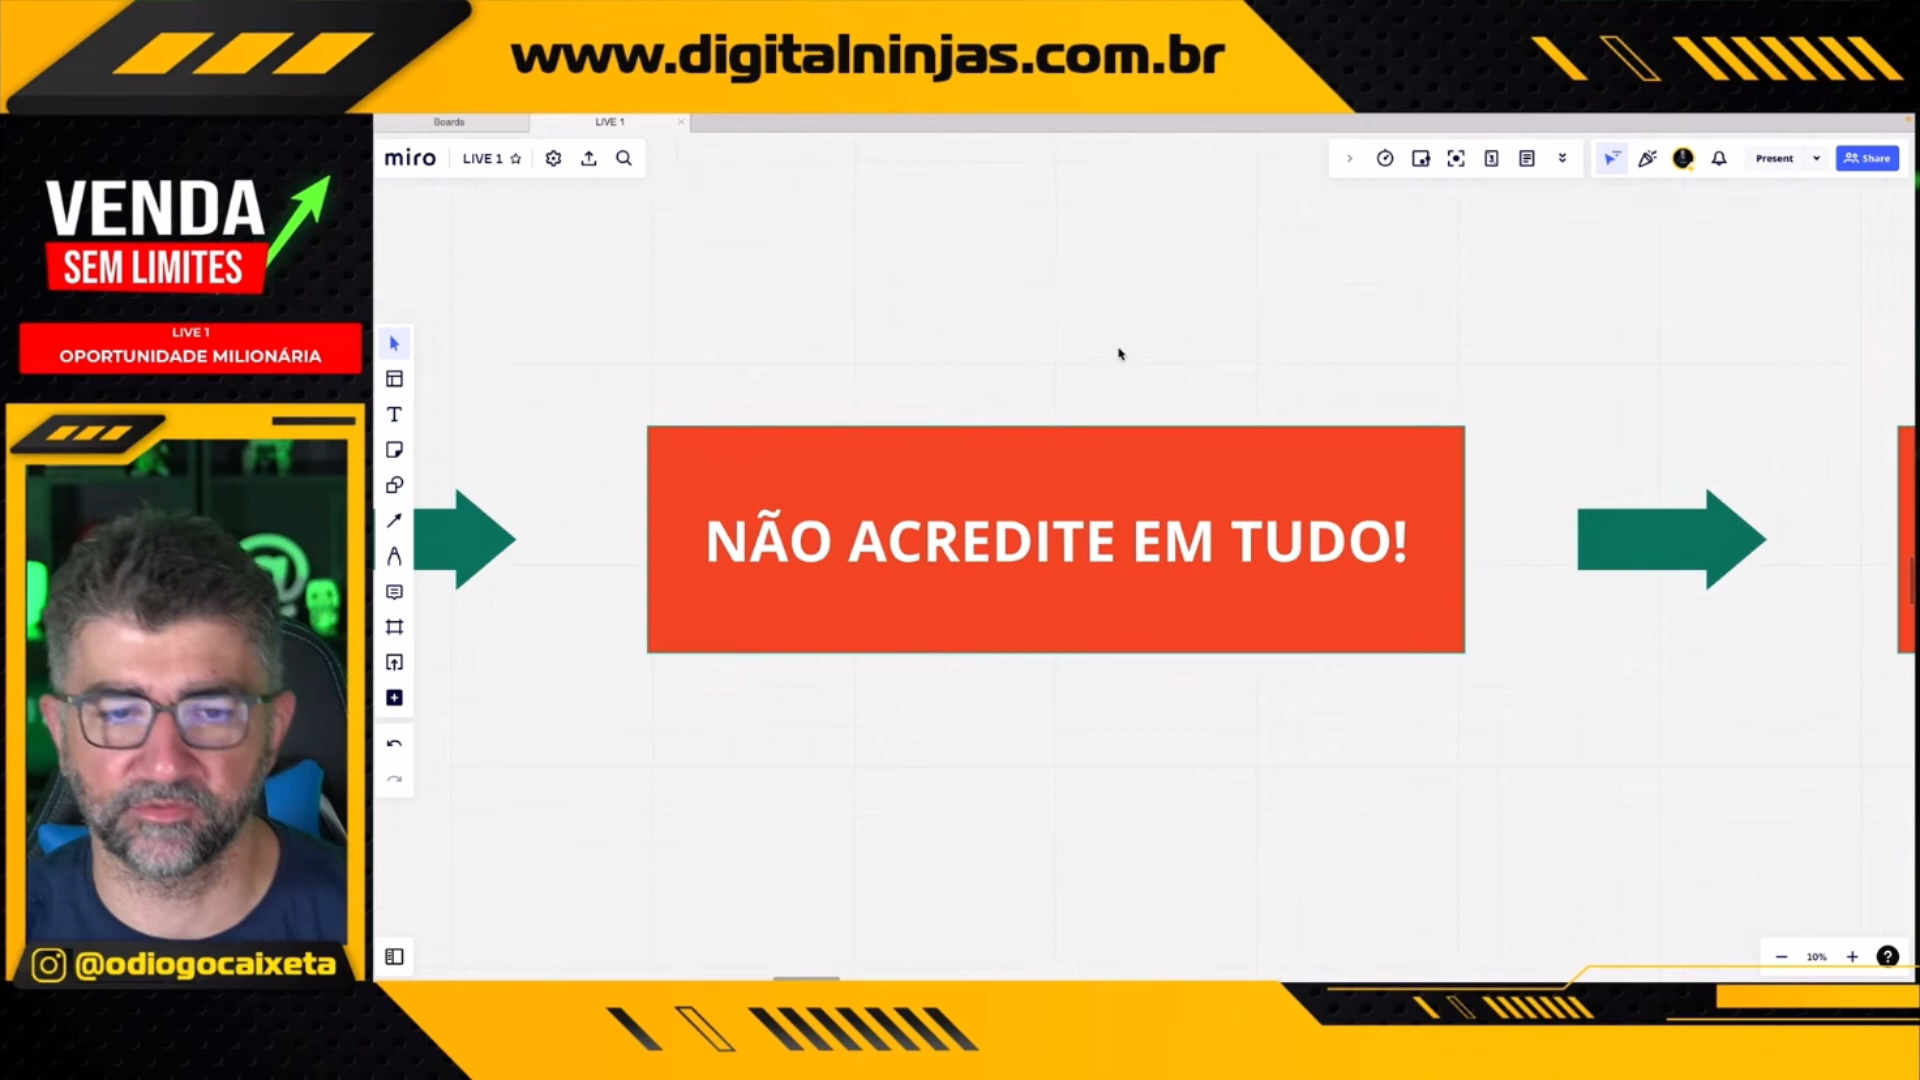 www.digitalninjas.com.br
Boards
LIVE 1
miro
LIVE 1
3
Present
Share
VENDA
SEM LIMITES
LIVE 1
OPORTUNIDADE MILIONÁRIA
T
NÃO ACREDITE EM TUDO!
@odiogocaixeta
10%
?